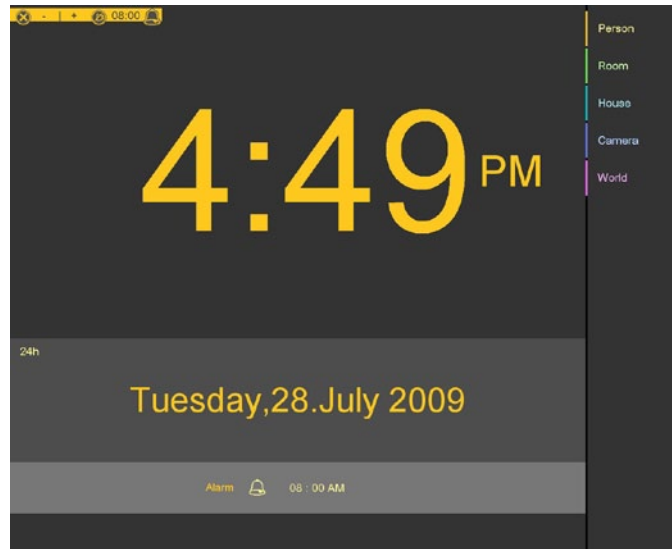 - | + 08:00
4:49 PM
24h
Tuesday,28.July 2009
Alarm 08 : 00 AM
Person
Room
House
Camera
World